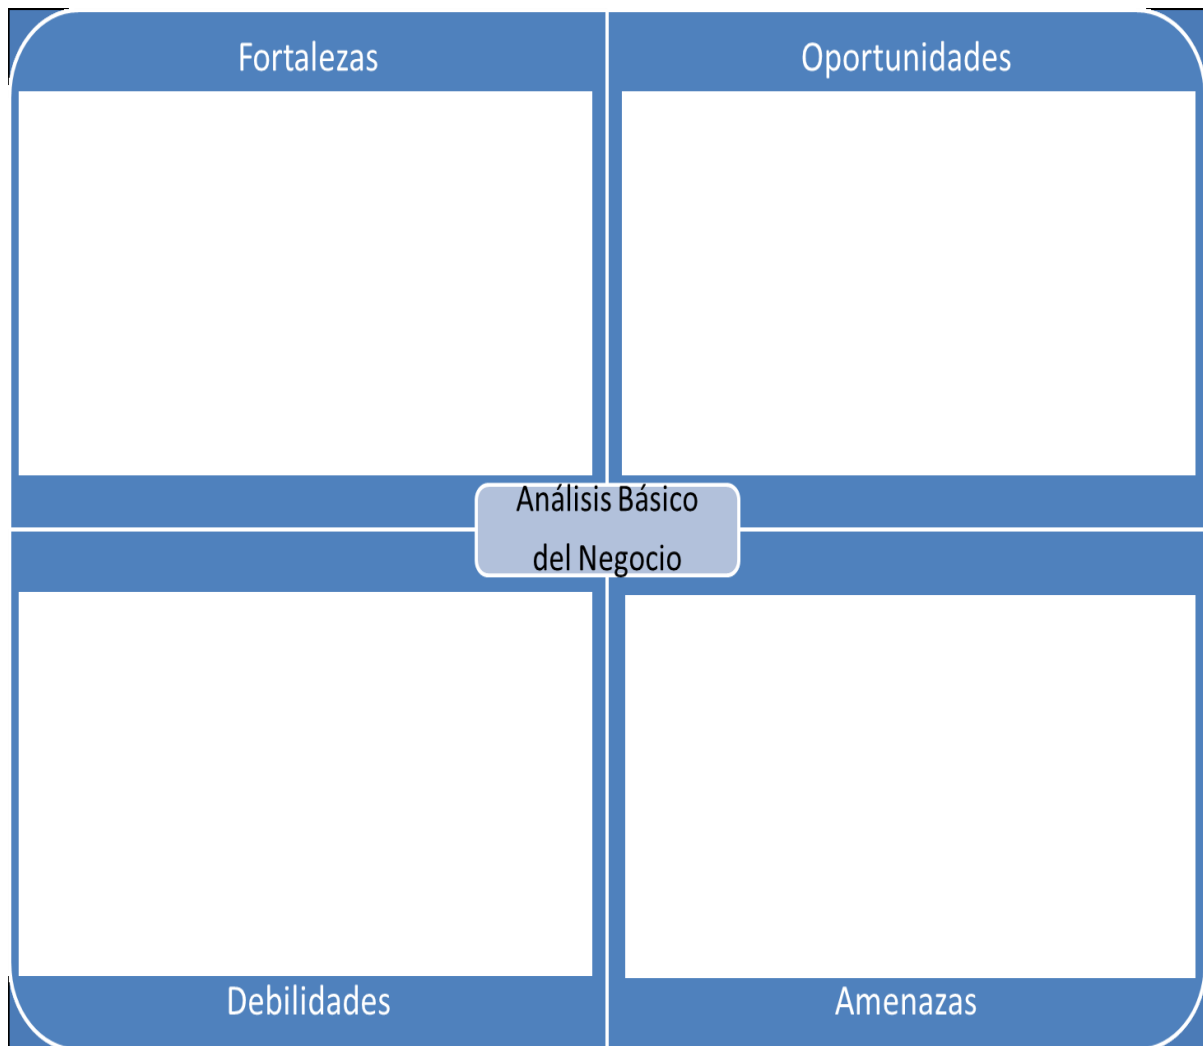 Fortalezas
Oportunidades
Análisis Básico
del Negocio
Debilidades
Amenazas